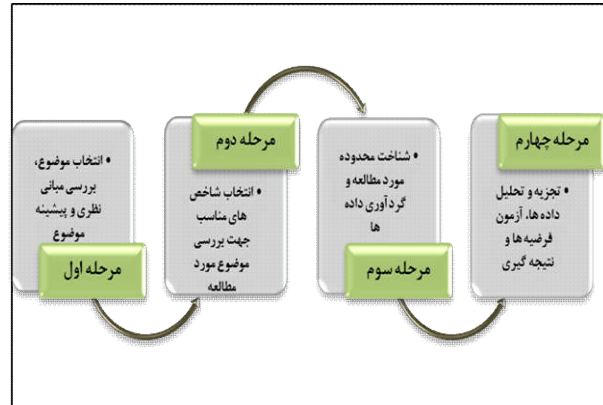 • انتخاب موضوع،
بررسی مبانی
نظری و پیشینه
موضوع
مرحله اول
مرحله دوم
• انتخاب شاخص
های مناسب
جهت بررسی
موضوع مورد
مطالعه
• شناخت محدوده
مورد مطالعه و
گردآوری داده
ها
مرحله سوم
مرحله چهارم
• تجزیه و تحلیل
داده ها، آزمون
فرضیه ها و
نتیجه گیری